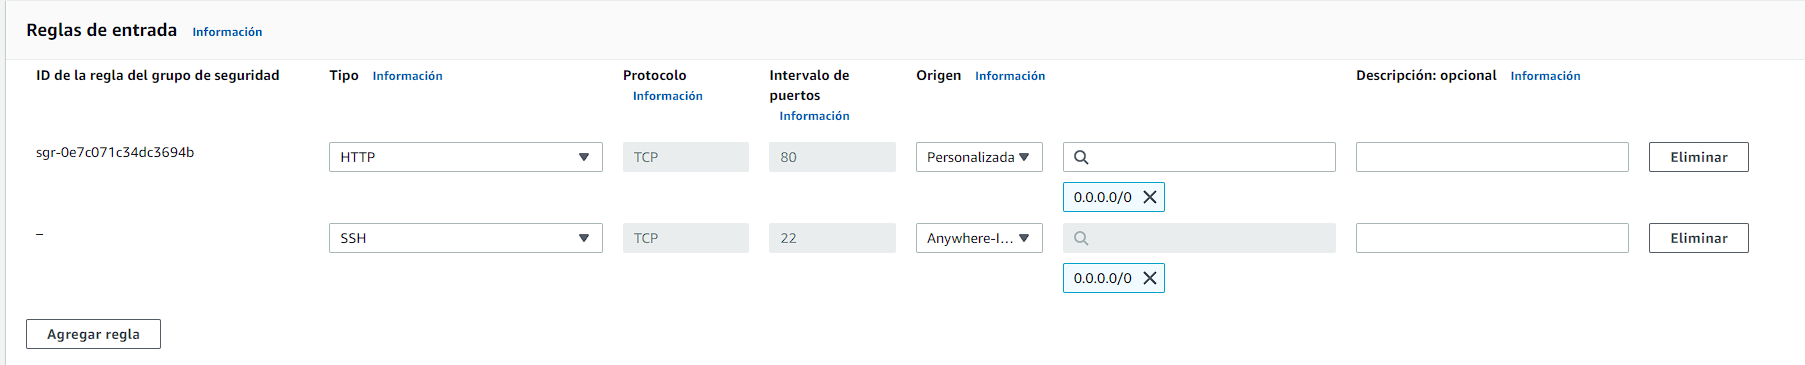 Reglas de entrada Información
ID de la regla del grupo de seguridad Tipo Información Protocolo Información Intervalo de puertos Información Origen Información Descripción: opcional Información
sgr-0e7c071c34dc3694b HTTP TCP 80 Personalizada Eliminar
0.0.0.0/0
– SSH TCP 22 Anywhere-I... Eliminar
0.0.0.0/0
Agregar regla